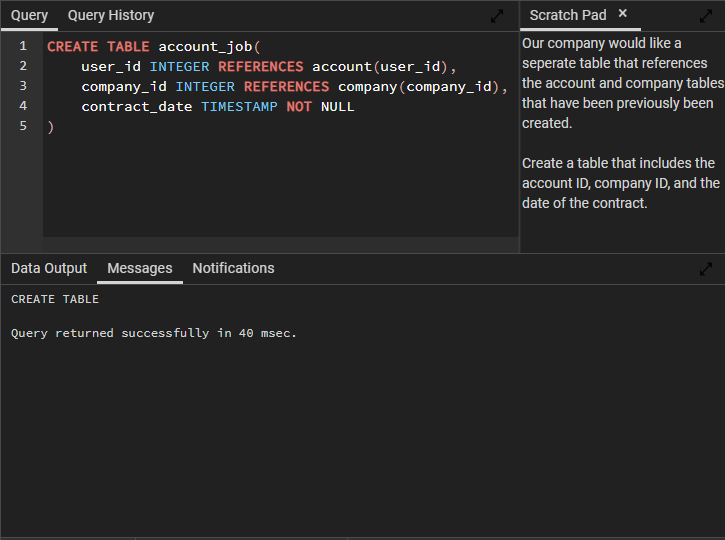 Query Query History
1 CREATE TABLE account_job(
2 user_id INTEGER REFERENCES account(user_id),
3 company_id INTEGER REFERENCES company(company_id),
4 contract_date TIMESTAMP NOT NULL
5 )
Scratch Pad ×
Our company would like a
seperate table that references
the account and company tables
that have been previously been
created.
Create a table that includes the
account ID, company ID, and the
date of the contract.
Data Output Messages Notifications
CREATE TABLE
Query returned successfully in 40 msec.